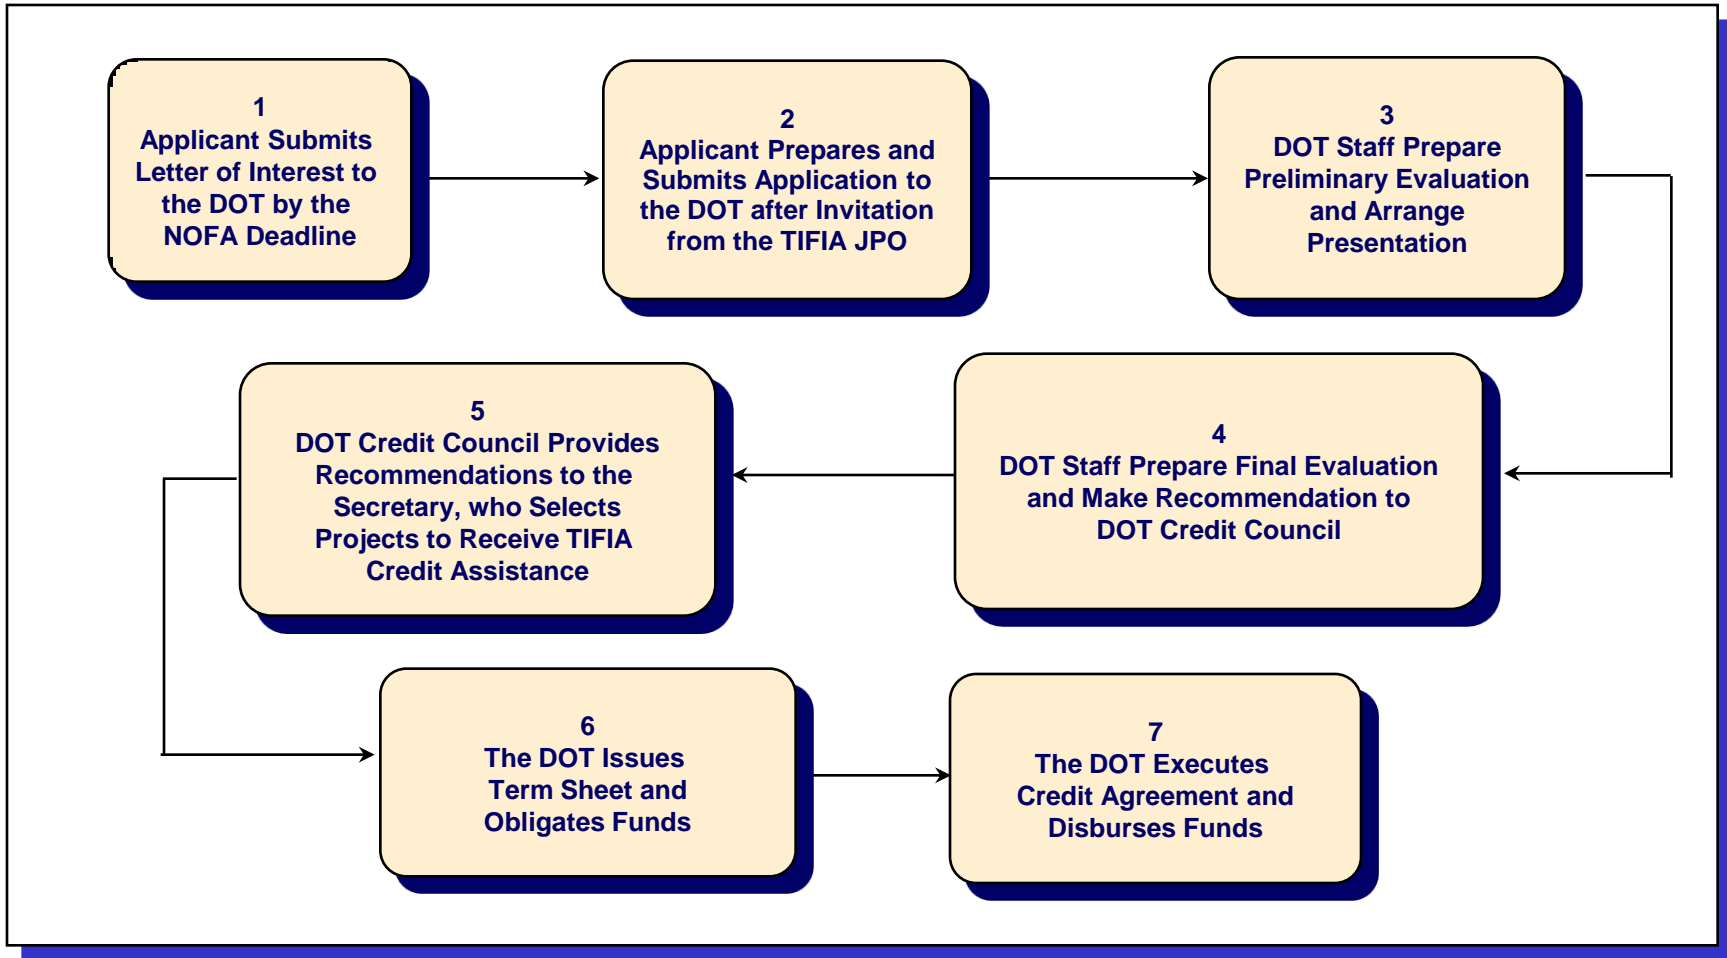 1
Applicant Submits
Letter of Interest to
the DOT by the
NOFA Deadline
2
Applicant Prepares and
Submits Application to
the DOT after Invitation
from the TIFIA JPO
3
DOT Staff Prepare
Preliminary Evaluation
and Arrange
Presentation
4
DOT Staff Prepare Final Evaluation
and Make Recommendation to
DOT Credit Council
5
DOT Credit Council Provides
Recommendations to the
Secretary, who Selects
Projects to Receive TIFIA
Credit Assistance
6
The DOT Issues
Term Sheet and
Obligates Funds
7
The DOT Executes
Credit Agreement and
Disburses Funds